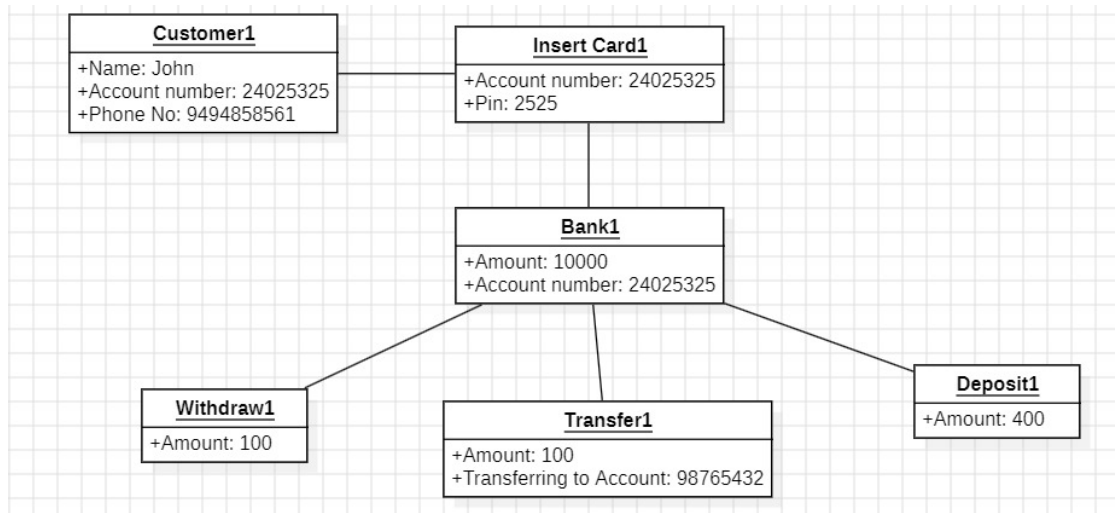 Customer1
+Name: John
+Account number: 24025325
+Phone No: 9494858561
Insert Card1
+Account number: 24025325
+Pin: 2525
Bank1
+Amount: 10000
+Account number: 24025325
Withdraw1
+Amount: 100
Transfer1
+Amount: 100
+Transferring to Account: 98765432
Deposit1
+Amount: 400